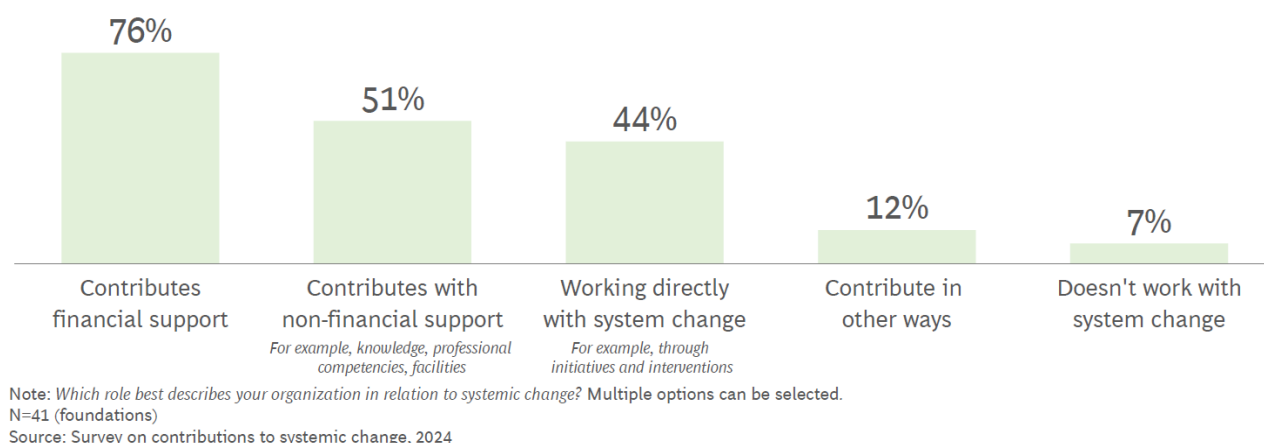 76%
51%
44%
12%
7%
Contributes
financial support
Contributes with
non-financial support
For example, knowledge, professional
competencies, facilities
Working directly
with system change
For example, through
initiatives and interventions
Contribute in
other ways
Doesn't work with
system change
Note: Which role best describes your organization in relation to systemic change? Multiple options can be selected.
N=41 (foundations)
Source: Survey on contributions to systemic change, 2024